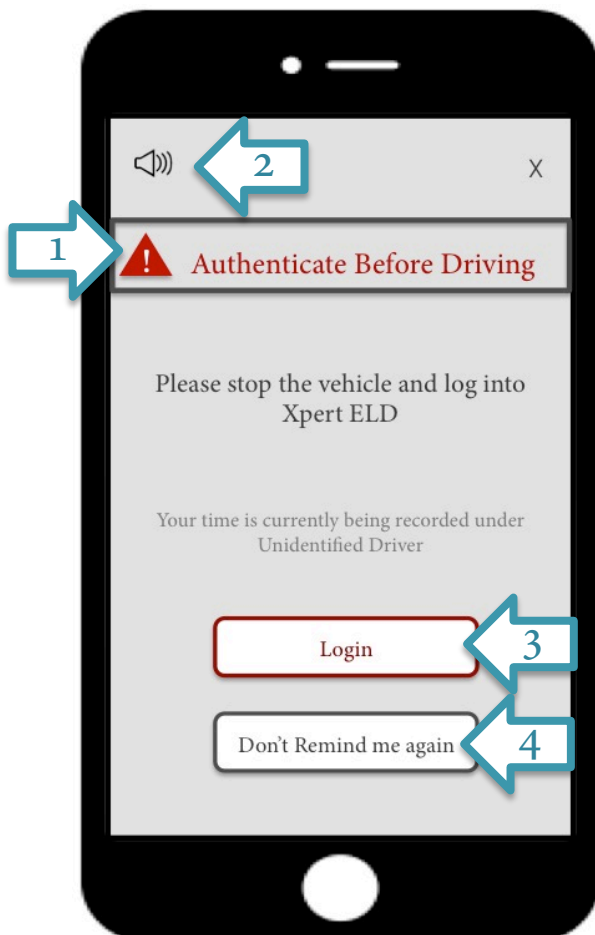 2
X
1
! Authenticate Before Driving
Please stop the vehicle and log into
Xpert ELD
Your time is currently being recorded under
Unidentified Driver
Login
3
Don't Remind me again
4